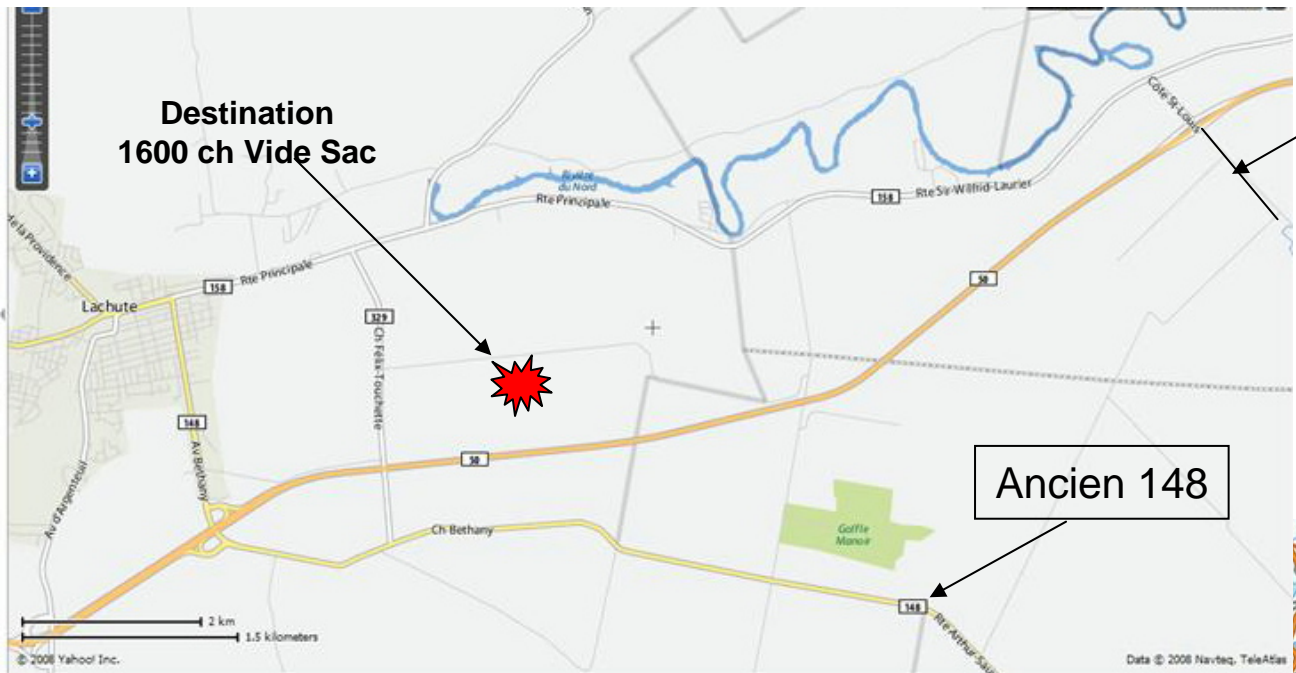 Destination
1600 ch Vide Sac
Côte St-Louis
Rivière
du Nord
Rte Principale
158
Rte Sir-Wilfrid-Laurier
de la Providence
158
Rte Principale
50
Lachute
329
Ch Félix-Touchette
148
Av Bethany
50
Av d'Argenteuil
Ch Bethany
Ancien 148
Golfle
Manoir
148
Rte Arthur-Sau
2 km
1.5 kilometers
© 2008 Yahoo! Inc.
Data © 2008 Navteq, TeleAtlas